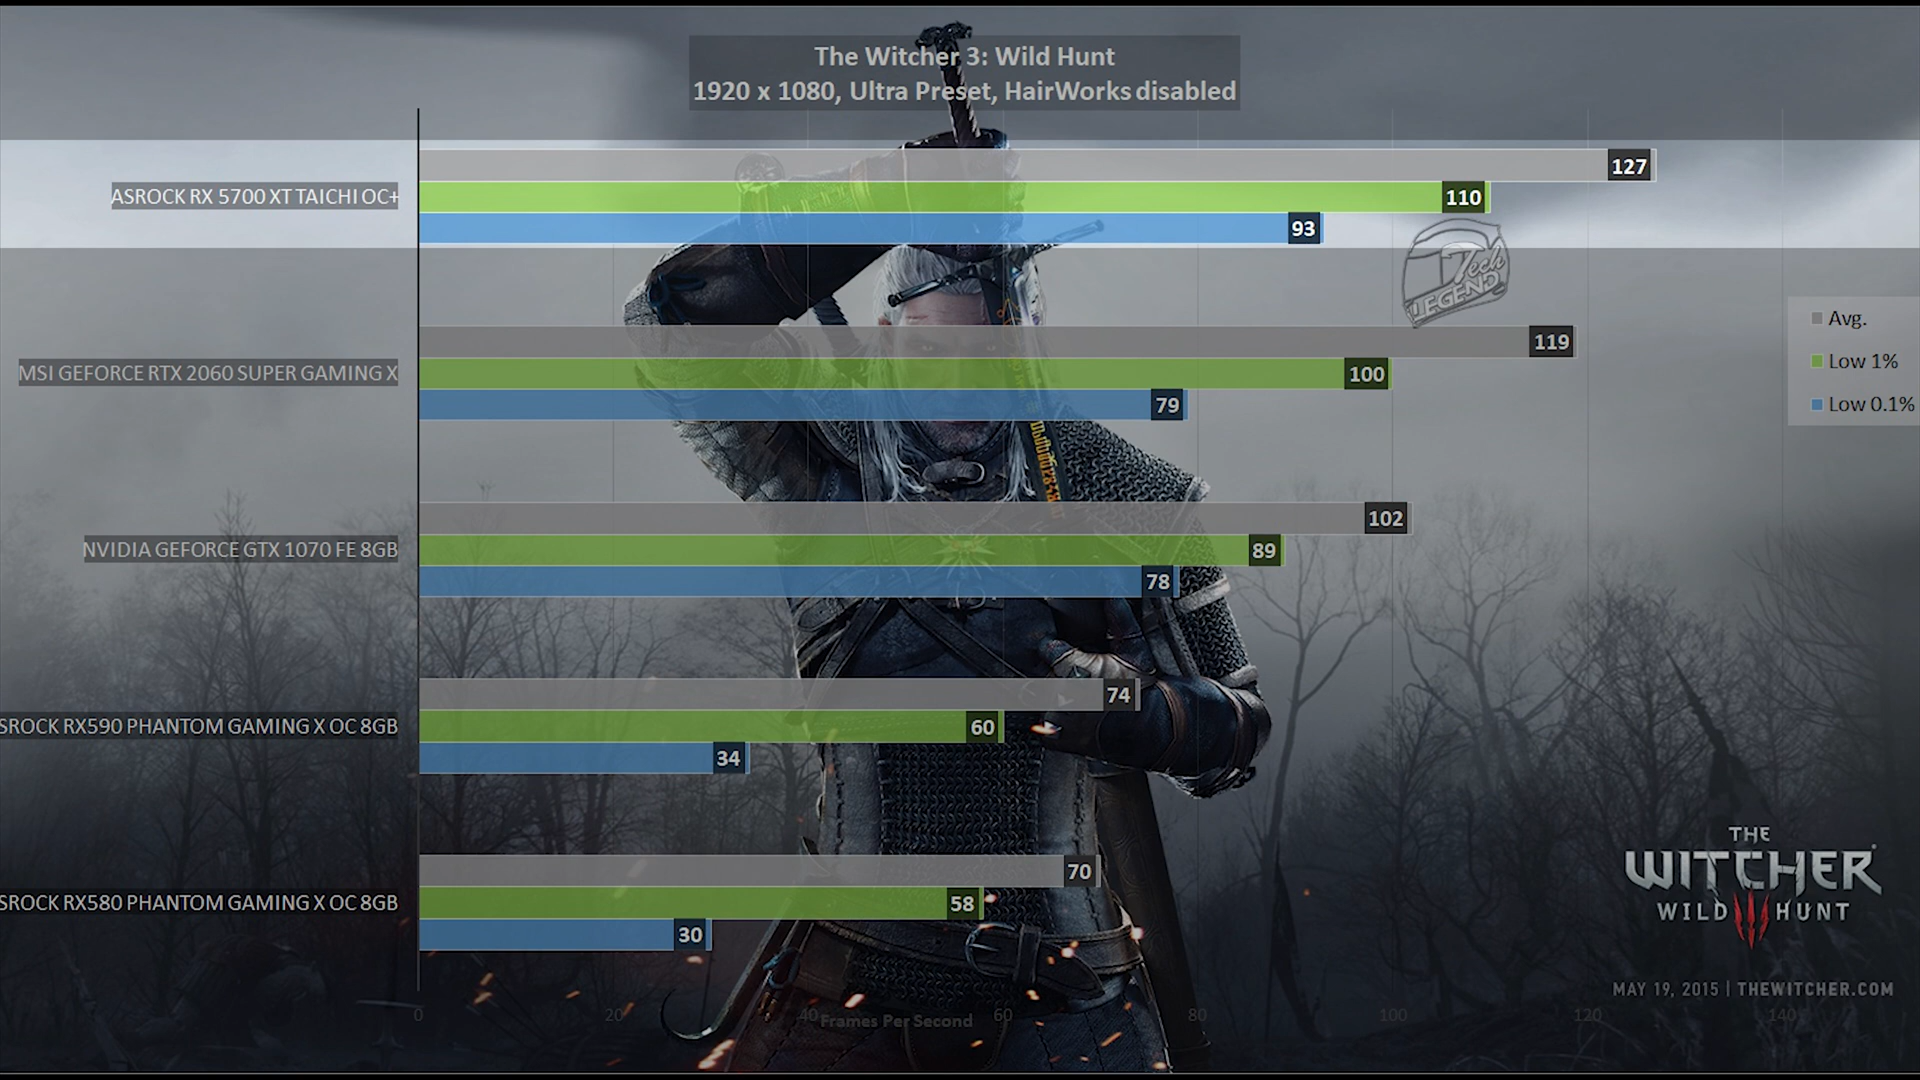 The Witcher 3: Wild Hunt
1920 x 1080, Ultra Preset, HairWorks disabled
ASROCK RX 5700 XT TAICHI OC+
127
110
93
Tech
LEGEND
MSI GEFORCE RTX 2060 SUPER GAMING X
119
100
79
Avg.
Low 1%
Low 0.1%
NVIDIA GEFORCE GTX 1070 FE 8GB
102
89
78
SROCK RX590 PHANTOM GAMING X OC 8GB
74
60
34
SROCK RX580 PHANTOM GAMING X OC 8GB
70
58
30
THE
WITCHER
WILD HUNT
MAY 19, 2015 | THEWITCHER.COM
0 20 40 60 80 100 120 140
Frames Per Second